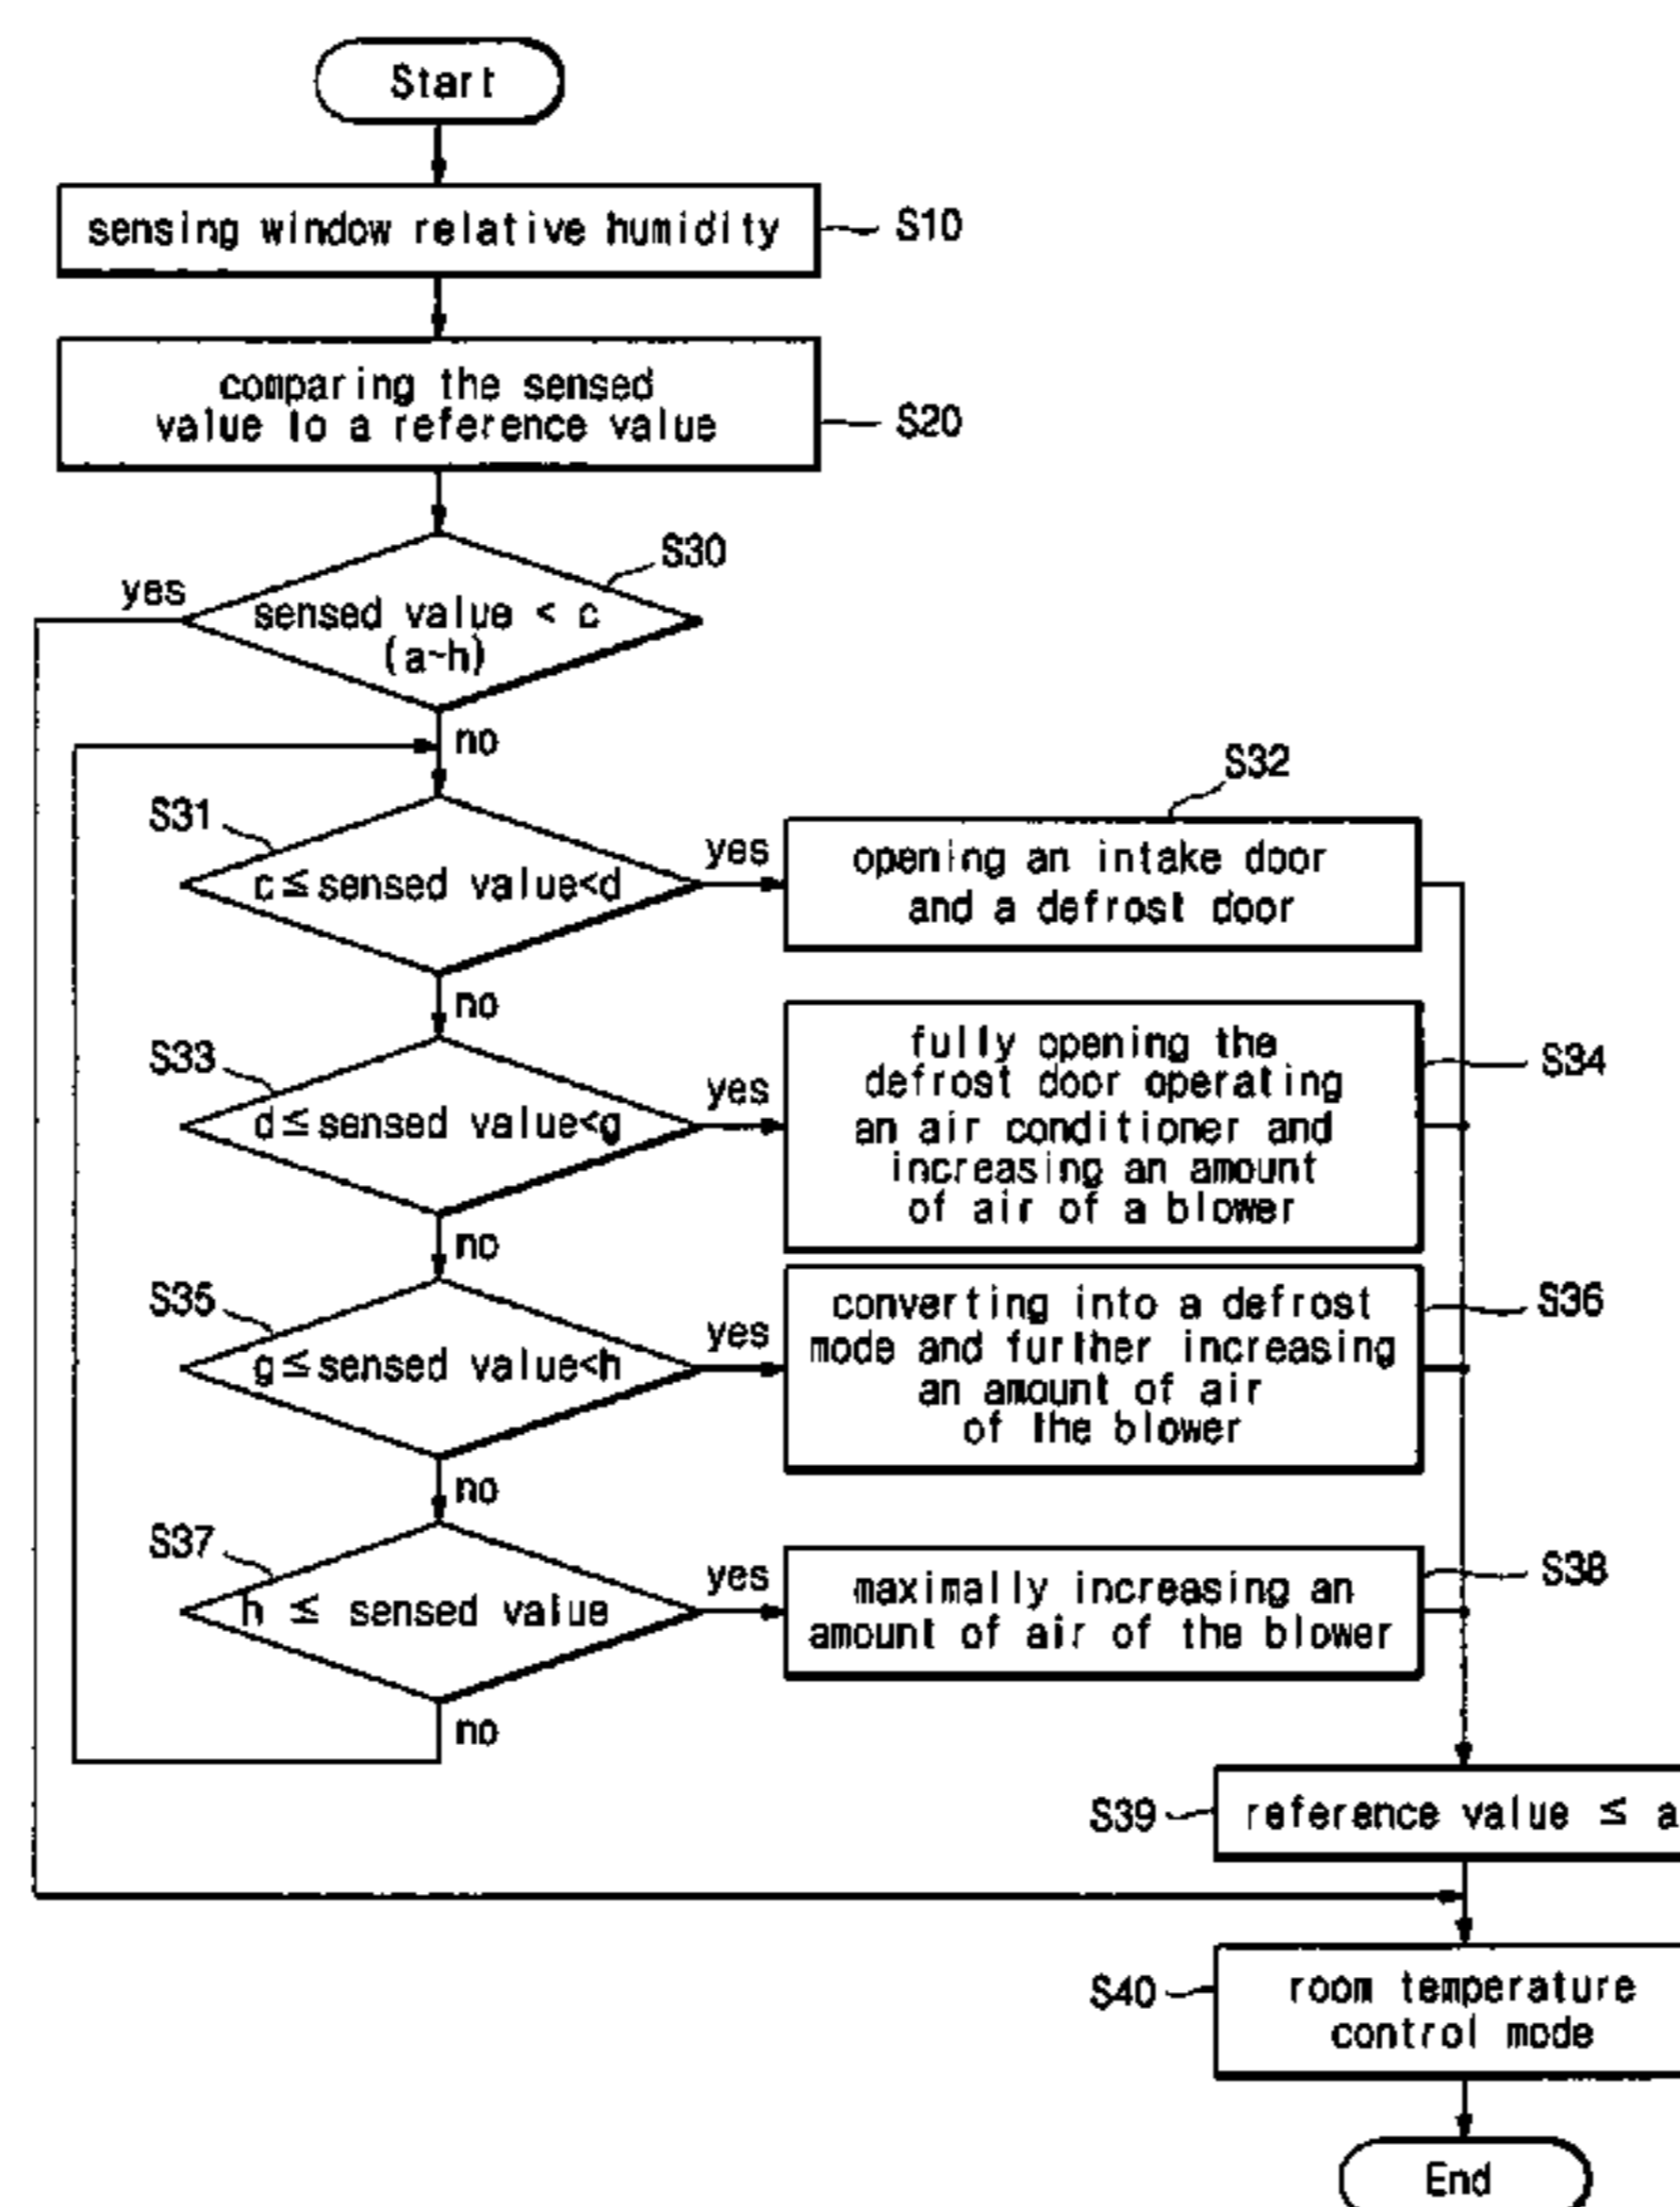 Start
sensing window relative humidity
S10
comparing the sensed
value to a reference value
S20
S30
yes
sensed value < c
(a~h)
no
S31
c≤sensed value<d
yes
S32
opening an intake door
and a defrost door
no
S33
d≤sensed value<g
yes
fully opening the
defrost door operating
an air conditioner and
increasing an amount
of air of a blower
S34
no
S35
g≤sensed value<h
yes
converting into a defrost
mode and further increasing
an amount of air
of the blower
S36
no
S37
h ≤ sensed value
yes
maximally increasing an
amount of air of the blower
S38
no
S39
reference value ≤ a
S40
room temperature
control mode
End